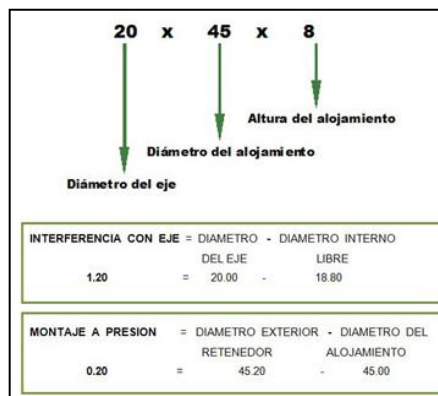 20 x 45 x 8
Altura del alojamiento
Diámetro del alojamiento
Diámetro del eje
INTERFERENCIA CON EJE = DIAMETRO - DIAMETRO INTERNO
DEL EJE LIBRE
1.20 = 20.00 - 18.80
MONTAJE A PRESION = DIAMETRO EXTERIOR - DIAMETRO DEL
RETENEDOR ALOJAMIENTO
0.20 = 45.20 - 45.00